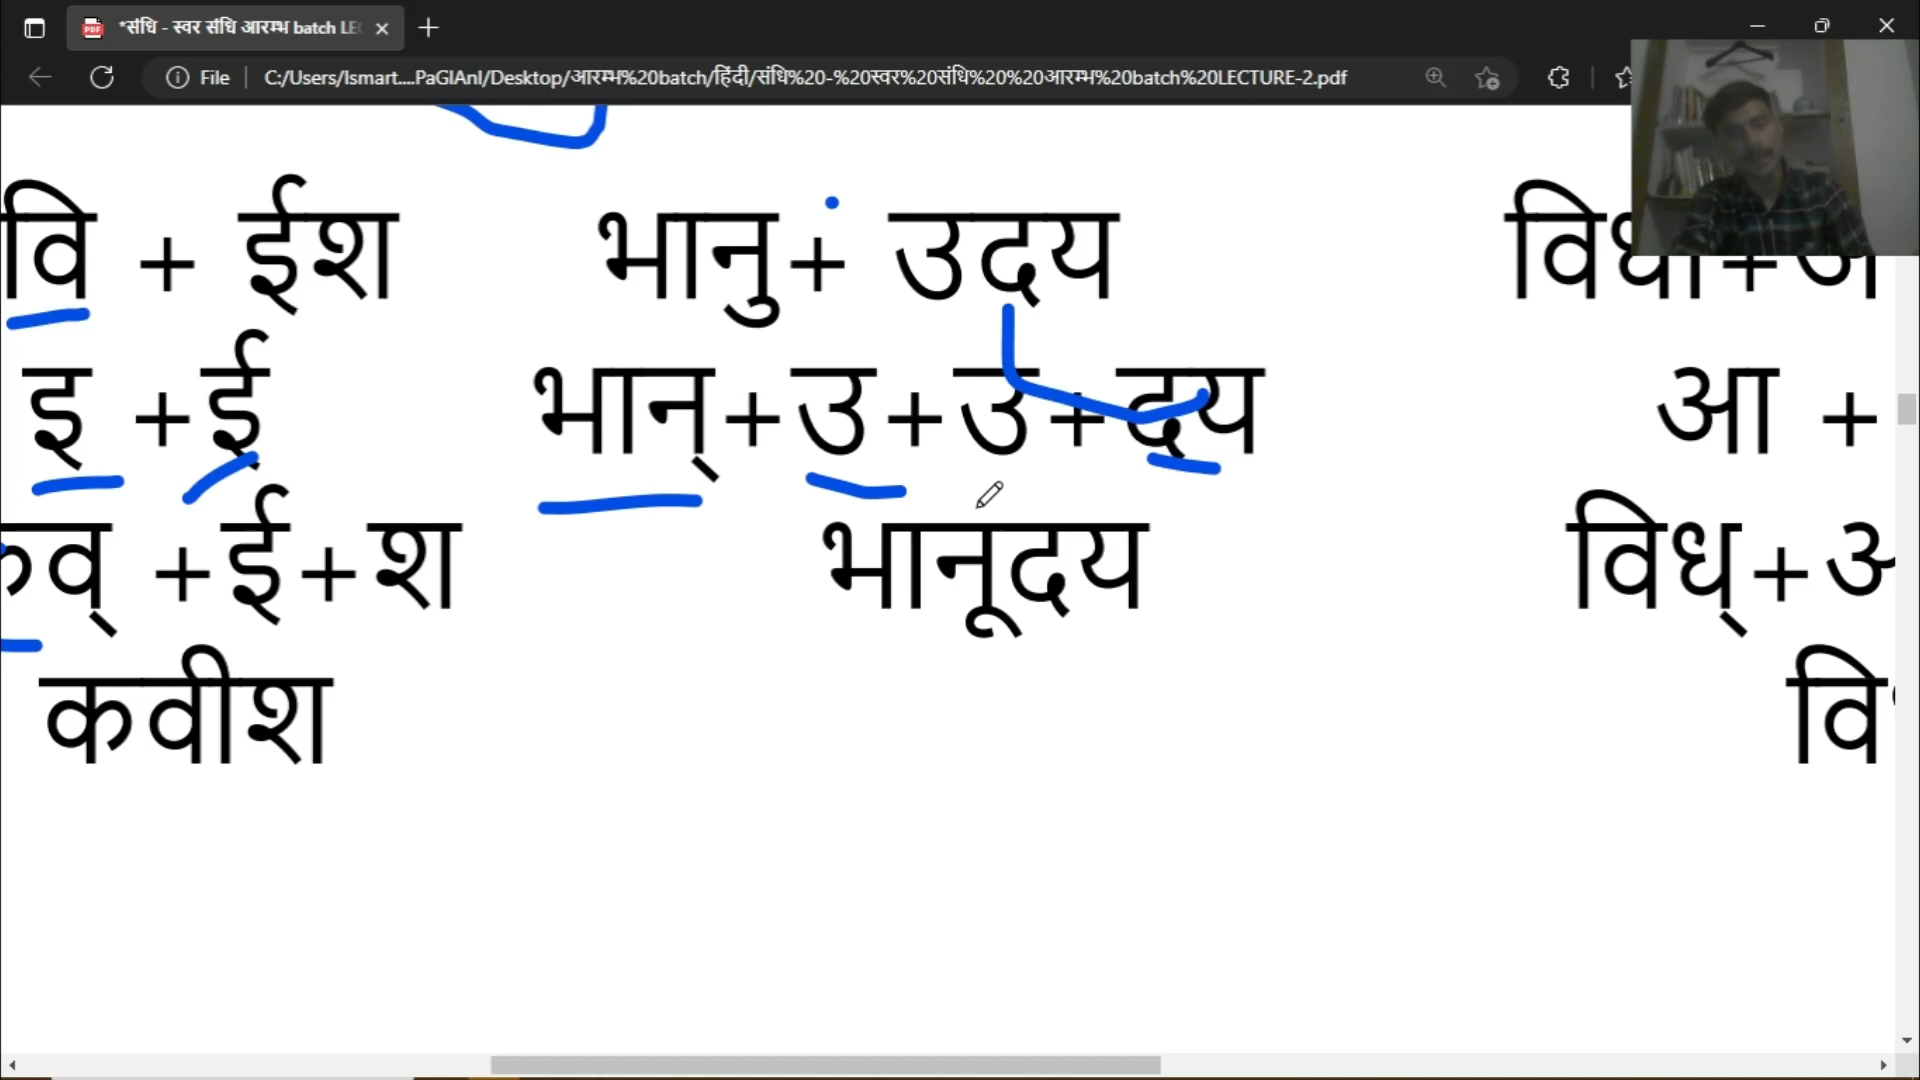 *संधि - स्वर संधि आरम्भ batch LE
File
C:/Users/Ismart....PaGlAnI/Desktop/आरम्भ%20batch/हिंदी/संधि%20-%20स्वर%20संधि%20%20आरम्भ%20batch%20LECTURE-2.pdf
वि + ईश भानु+ उदय
इ +ई भान्+उ+उ+दय आ +
व् +ई+श भानूदय विध्+
कवीश वि